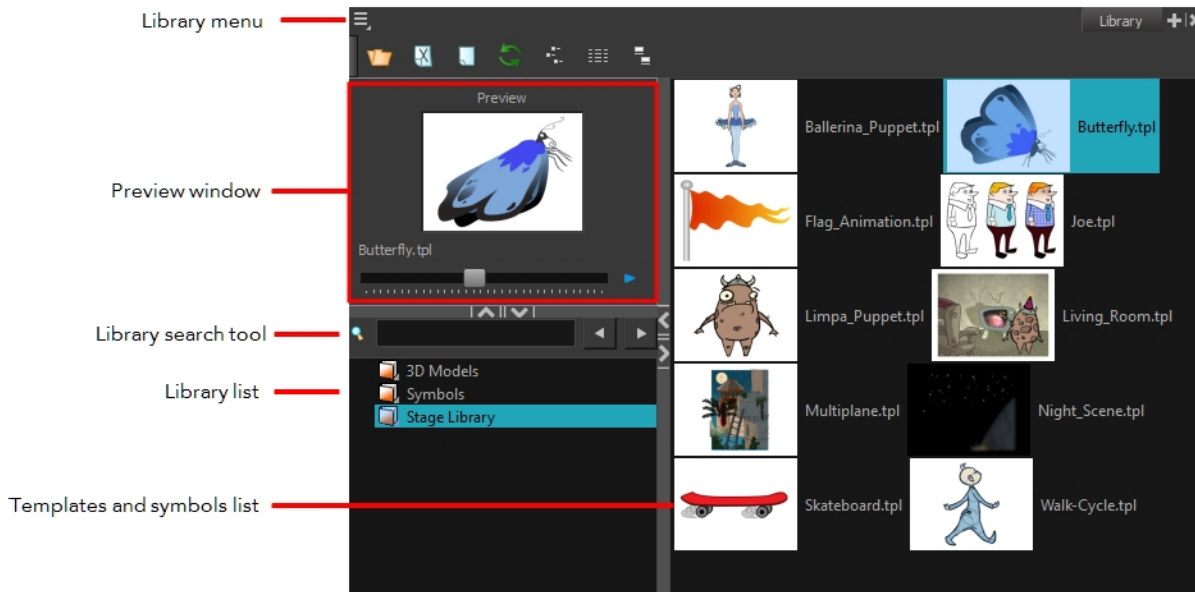 Library menu
Library
Preview
Preview window
Butterfly.tpl
Library search tool
Library list
3D Models
Symbols
Stage Library
Templates and symbols list
Ballerina_Puppet.tpl
Butterfly.tpl
Flag_Animation.tpl
Joe.tpl
Limpa_Puppet.tpl
Living_Room.tpl
Multiplane.tpl
Night_Scene.tpl
Skateboard.tpl
Walk-Cycle.tpl